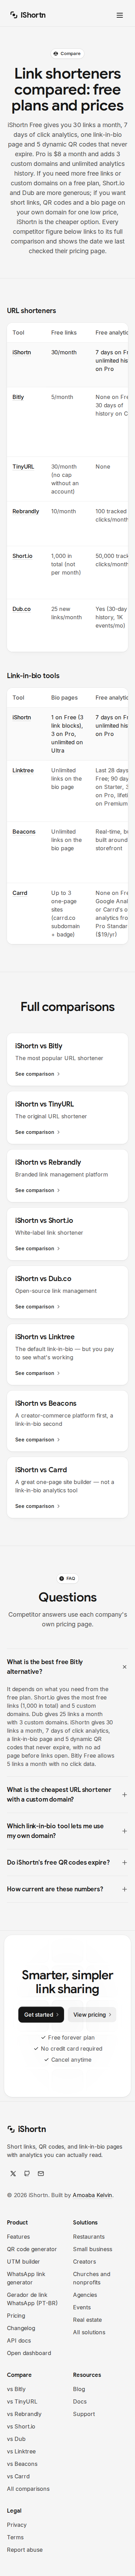 iShortn
Compare
Link shorteners
compared: free
plans and prices
iShortn Free gives you 30 links a month, 7
days of click analytics, one link-in-bio
page and 5 dynamic QR codes that never
expire. Pro is $8 a month and adds 3
custom domains and unlimited analytics
history. If you need more free links or
custom domains on a free plan, Short.io
and Dub are more generous; if you want
short links, QR codes and a bio page on
your own domain for one low price,
iShortn is the cheaper option. Every
competitor figure below links to its full
comparison and shows the date we last
checked their pricing page.
URL shorteners
Tool
Free links
Free analytic
iShortn
30/month
7 days on Fr
unlimited hist
on Pro
Bitly
5/month
None on Fre
30 days of
history on C
TinyURL
30/month
(no cap
without an
account)
None
Rebrandly
10/month
100 tracked
clicks/month
Short.io
1,000 in
total (not
per month)
50,000 track
clicks/month
Dub.co
25 new
links/month
Yes (30-day
history, 1K
events/mo)
Link-in-bio tools
Tool
Bio pages
Free analytic
iShortn
1 on Free (3
link blocks),
3 on Pro,
unlimited on
Ultra
7 days on Fr
unlimited hist
on Pro
Linktree
Unlimited
links on the
bio page
Last 28 days
Free; 90 day
on Starter, 3
on Pro, lifeti
on Premium
Beacons
Unlimited
links on the
bio page
Real-time, b
built around
storefront
Carrd
Up to 3
one-page
sites
(carrd.co
subdomain
+ badge)
None on Fre
Google Anal
or Carrd's o
analytics fro
Pro Standar
($19/yr)
Full comparisons
iShortn vs Bitly
The most popular URL shortener
See comparison
iShortn vs TinyURL
The original URL shortener
See comparison
iShortn vs Rebrandly
Branded link management platform
See comparison
iShortn vs Short.io
White-label link shortener
See comparison
iShortn vs Dub.co
Open-source link management
See comparison
iShortn vs Linktree
The default link-in-bio — but you pay
to see what's working
See comparison
iShortn vs Beacons
A creator-commerce platform first, a
link-in-bio second
See comparison
iShortn vs Carrd
A great one-page site builder — not a
link-in-bio analytics tool
See comparison
FAQ
Questions
Competitor answers use each company's
own pricing page.
What is the best free Bitly
alternative?
It depends on what you need from the
free plan. Short.io gives the most free
links (1,000 in total) and 5 custom
domains. Dub gives 25 links a month
with 3 custom domains. iShortn gives 30
links a month, 7 days of click analytics,
a link-in-bio page and 5 dynamic QR
codes that never expire, with no ad
page before links open. Bitly Free allows
5 links a month with no click data.
What is the cheapest URL shortener
with a custom domain?
Which link-in-bio tool lets me use
my own domain?
Do iShortn's free QR codes expire?
How current are these numbers?
Smarter, simpler
link sharing
Get started
View pricing
Free forever plan
No credit card required
Cancel anytime
iShortn
Short links, QR codes, and link-in-bio pages
with analytics you can actually read.
© 2026 iShortn. Built by Amoaba Kelvin.
Product
Features
QR code generator
UTM builder
WhatsApp link
generator
Gerador de link
WhatsApp (PT-BR)
Pricing
Changelog
API docs
Open dashboard
Solutions
Restaurants
Small business
Creators
Churches and
nonprofits
Agencies
Events
Real estate
All solutions
Compare
vs Bitly
vs TinyURL
vs Rebrandly
vs Short.io
vs Dub
vs Linktree
vs Beacons
vs Carrd
All comparisons
Resources
Blog
Docs
Support
Legal
Privacy
Terms
Report abuse